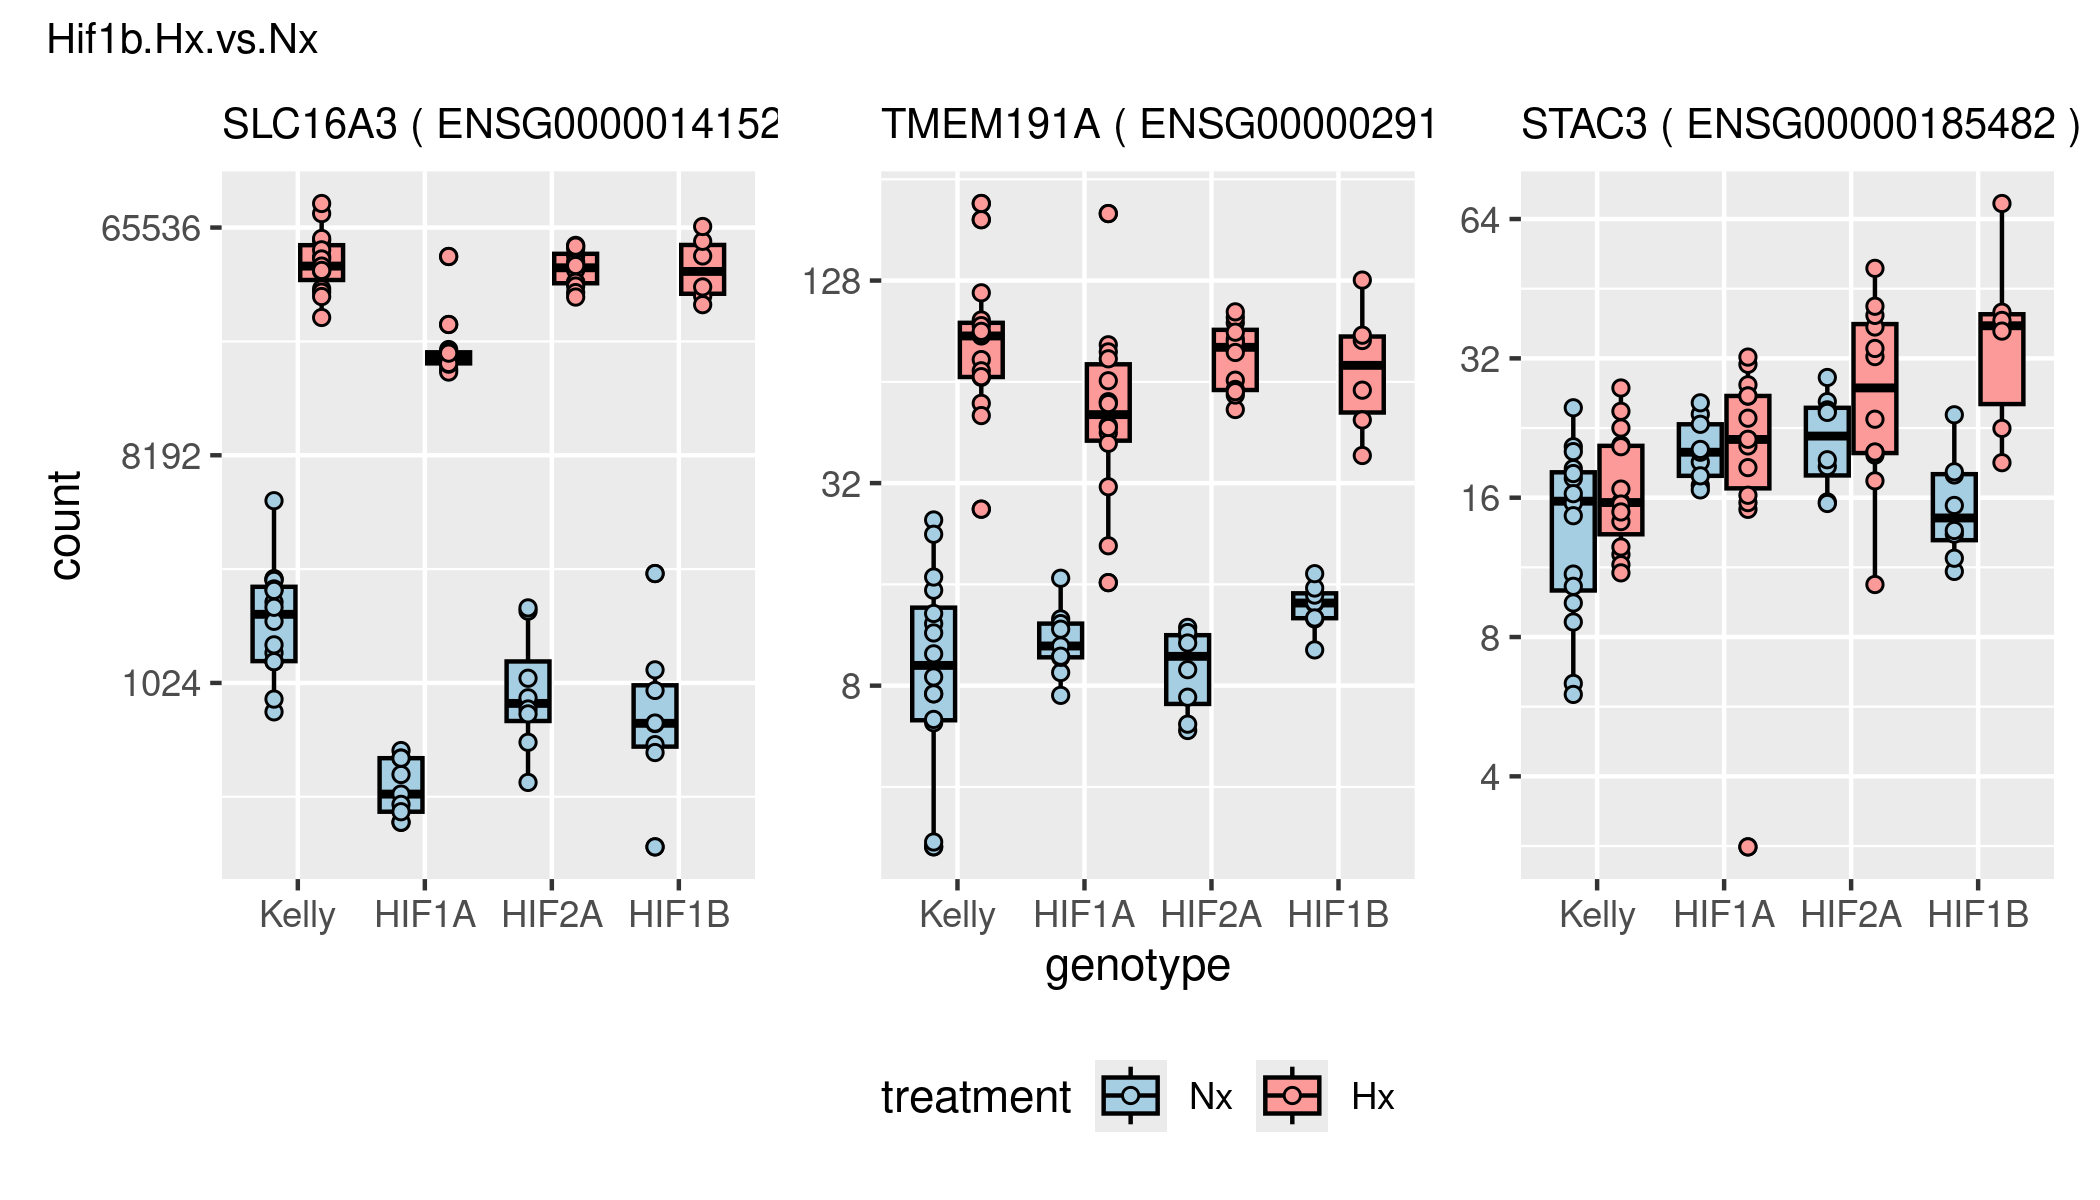 Hif1b.Hx.vs.Nx
SLC16A3 ( ENSG0000014152
TMEM191A ( ENSG00000291
STAC3 ( ENSG00000185482 )
count
65536
8192
1024
128
32
8
64
32
16
8
4
Kelly HIF1A HIF2A HIF1B
Kelly HIF1A HIF2A HIF1B
Kelly HIF1A HIF2A HIF1B
genotype
treatment Nx Hx